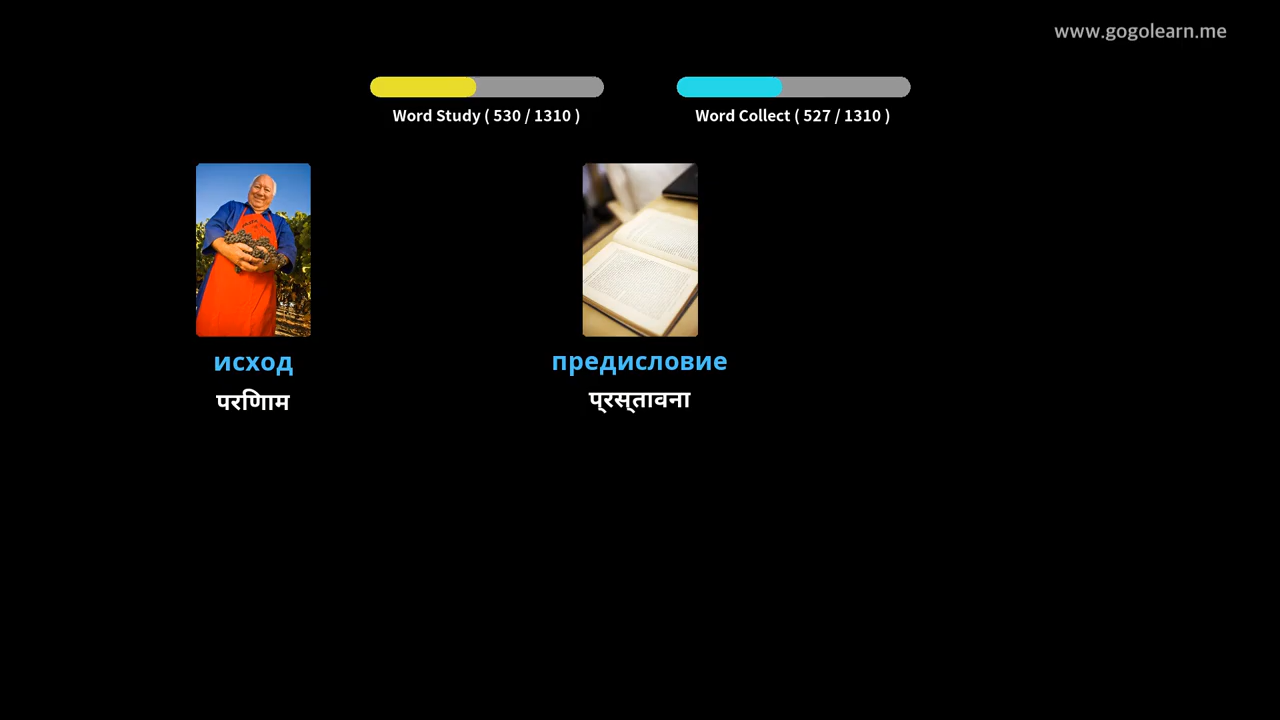 www.gogolearn.me
Word Study ( 530 / 1310 )
Word Collect ( 527 / 1310 )
исход
предисловие
परिणाम
प्रस्तावना